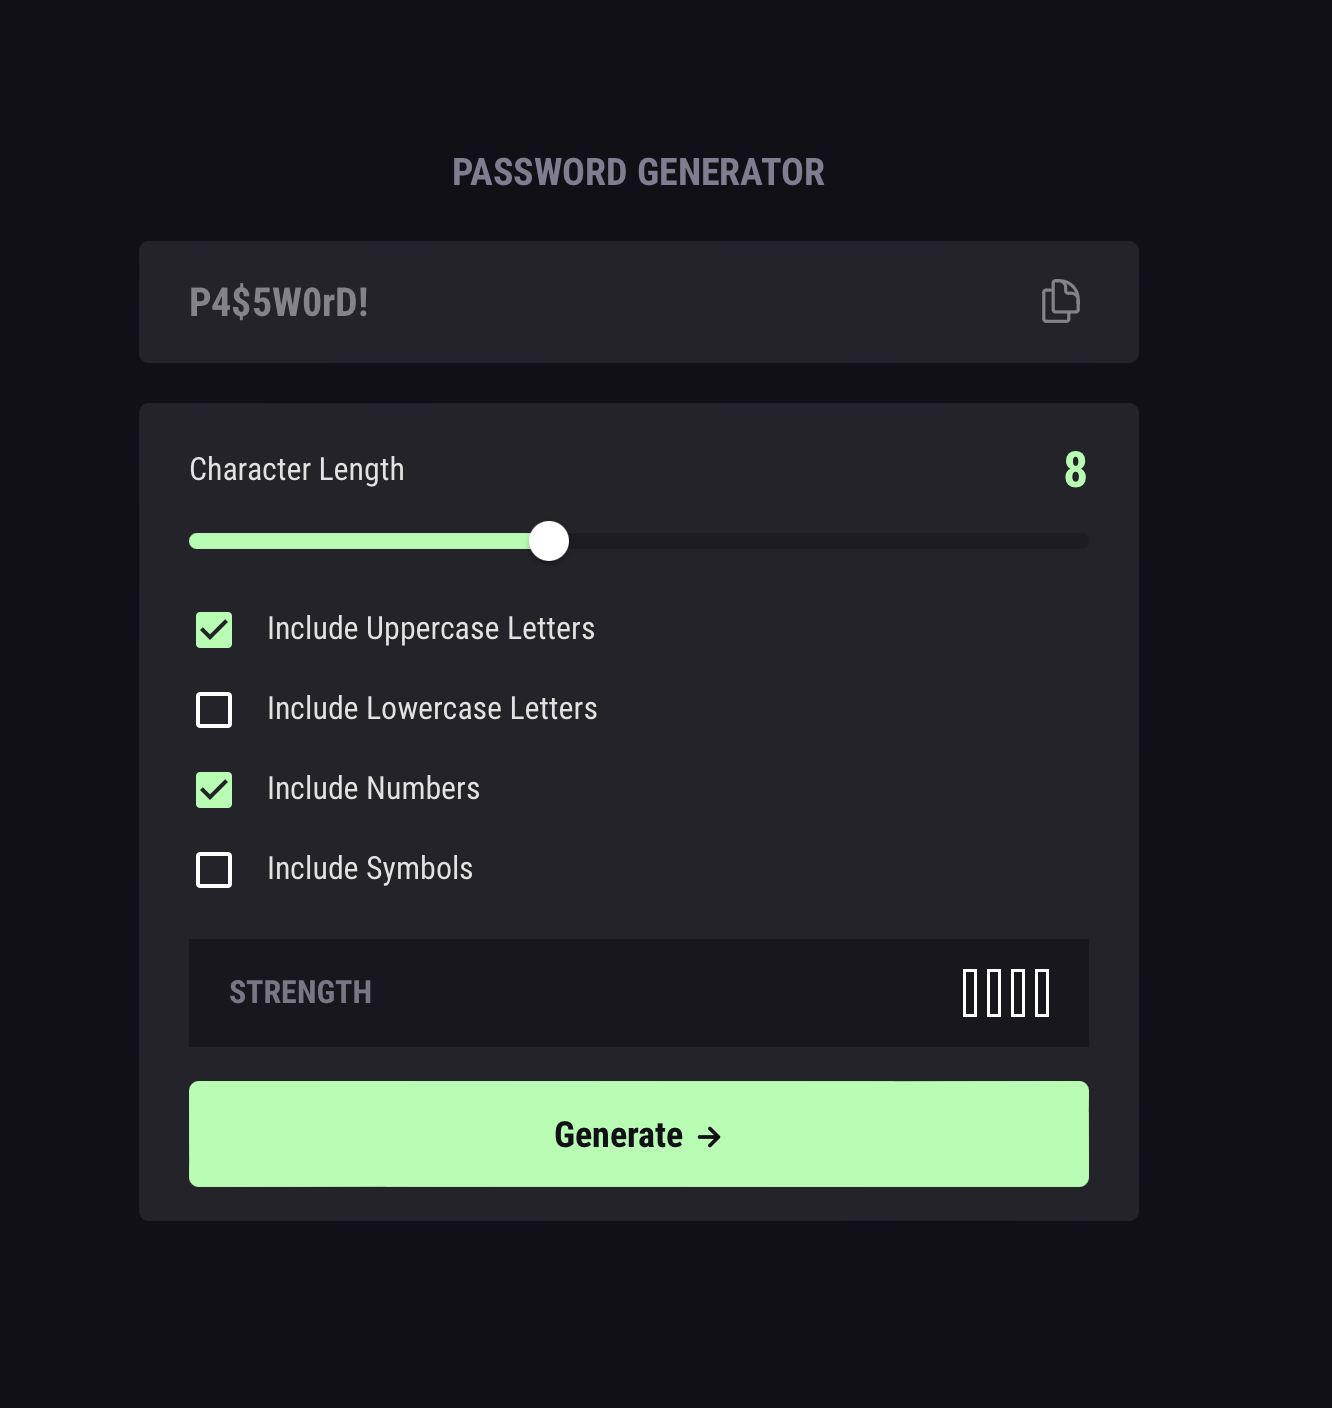 PASSWORD GENERATOR
P4$5W0rD!
Character Length 8
Include Uppercase Letters
Include Lowercase Letters
Include Numbers
Include Symbols
STRENGTH
Generate →